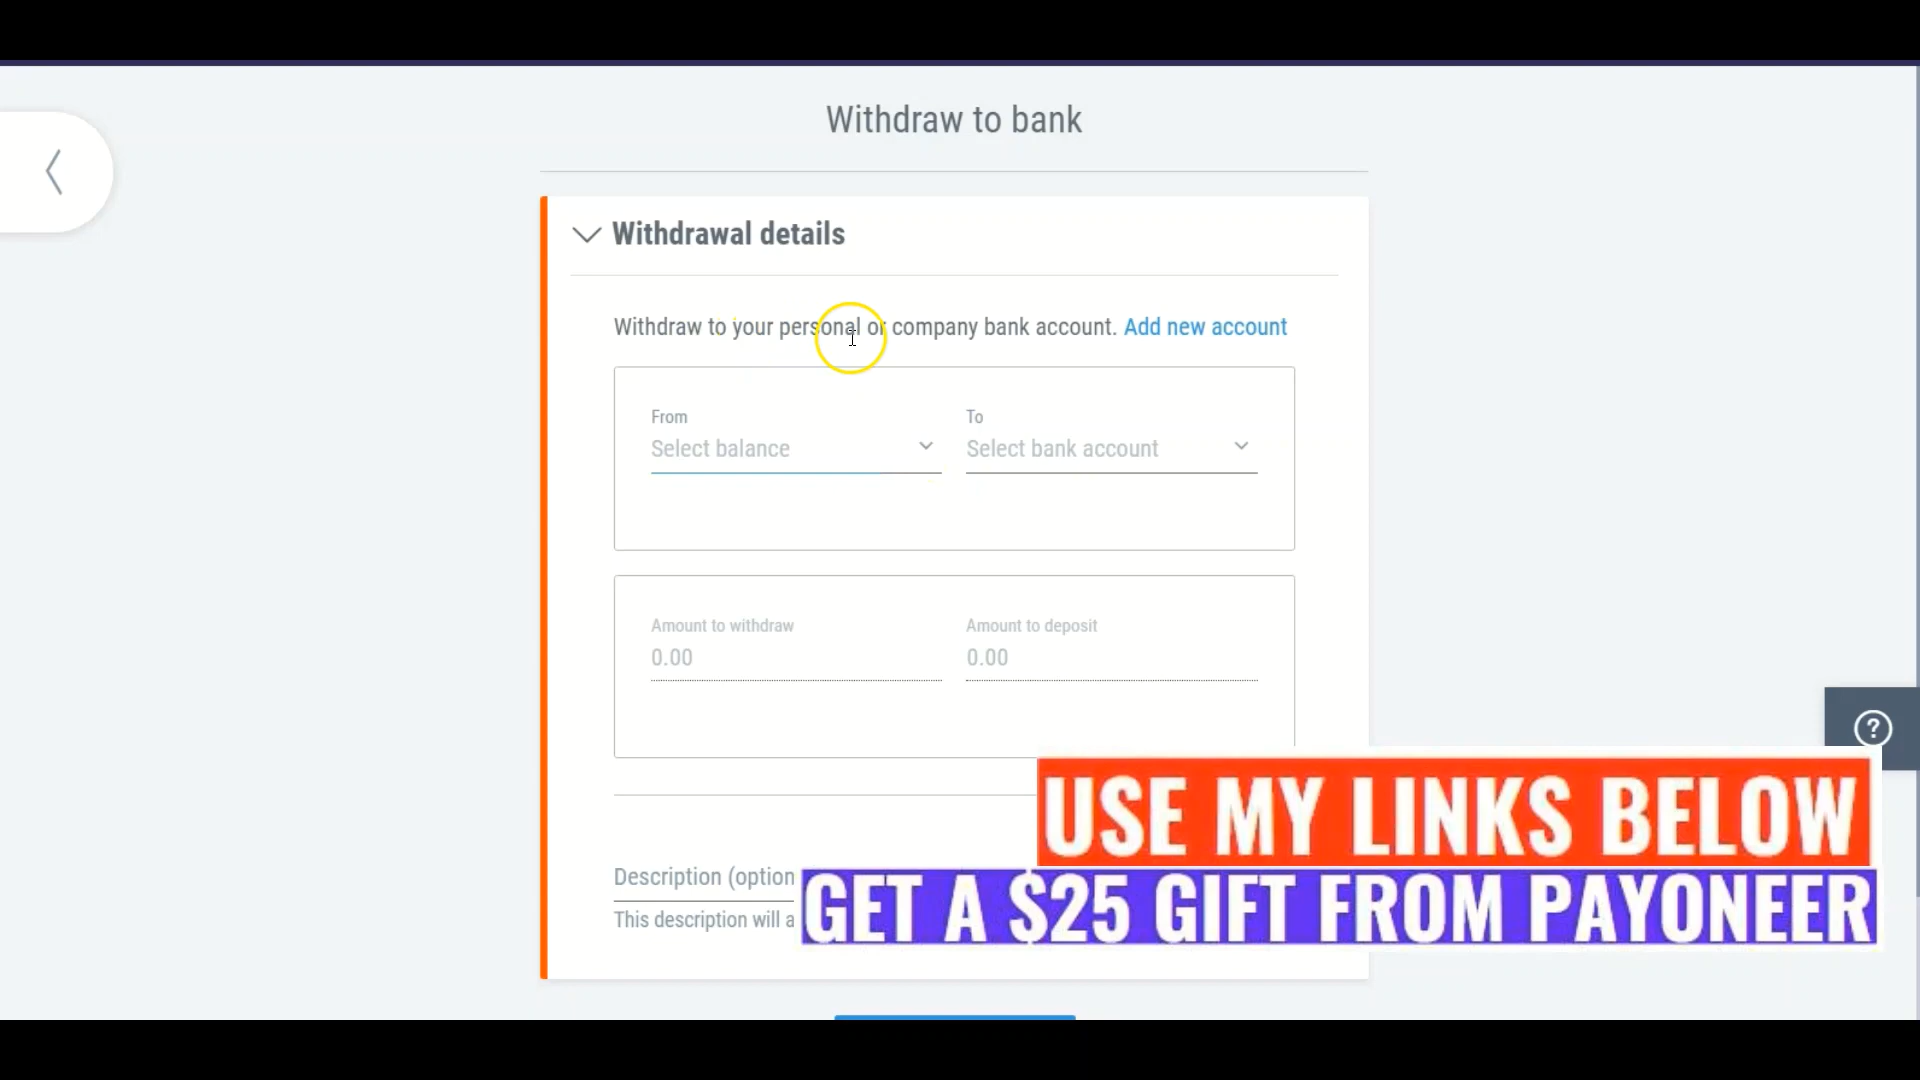 Withdraw to bank
Withdrawal details
Withdraw to your personal or company bank account. Add new account
From
Select balance
To
Select bank account
Amount to withdraw
0.00
Amount to deposit
0.00
?
USE MY LINKS BELOW
Description (option
GET A $25 GIFT FROM PAYONEER
This description will a